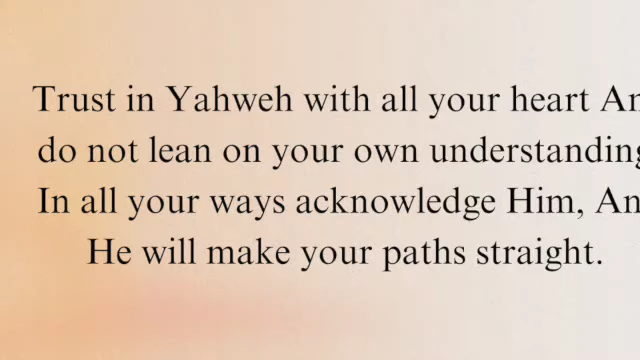 Trust in Yahweh with all your heart An
do not lean on your own understanding
In all your ways acknowledge Him, An
He will make your paths straight.